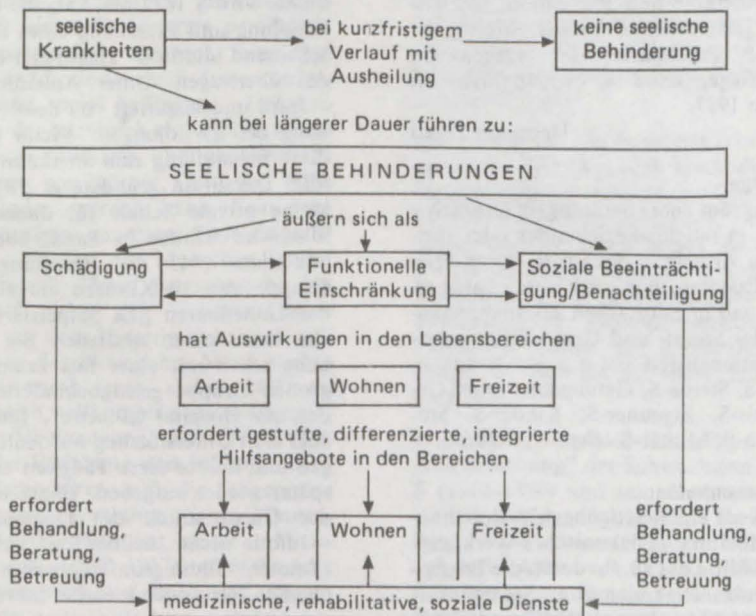 seelische
Krankheiten
bei kurzfristigem
Verlauf mit
Ausheilung
keine seelische
Behinderung
kann bei längerer Dauer führen zu:
SEELISCHE BEHINDERUNGEN
äußern sich als
Schädigung
Funktionelle
Einschränkung
Soziale Beeinträchti-
gung/Benachteiligung
hat Auswirkungen in den Lebensbereichen
Arbeit
Wohnen
Freizeit
erfordert gestufte, differenzierte, integrierte
Hilfsangebote in den Bereichen
erfordert
Behandlung,
Beratung,
Betreuung
Arbeit
Wohnen
Freizeit
erfordert
Behandlung,
Beratung,
Betreuung
medizinische, rehabilitative, soziale Dienste